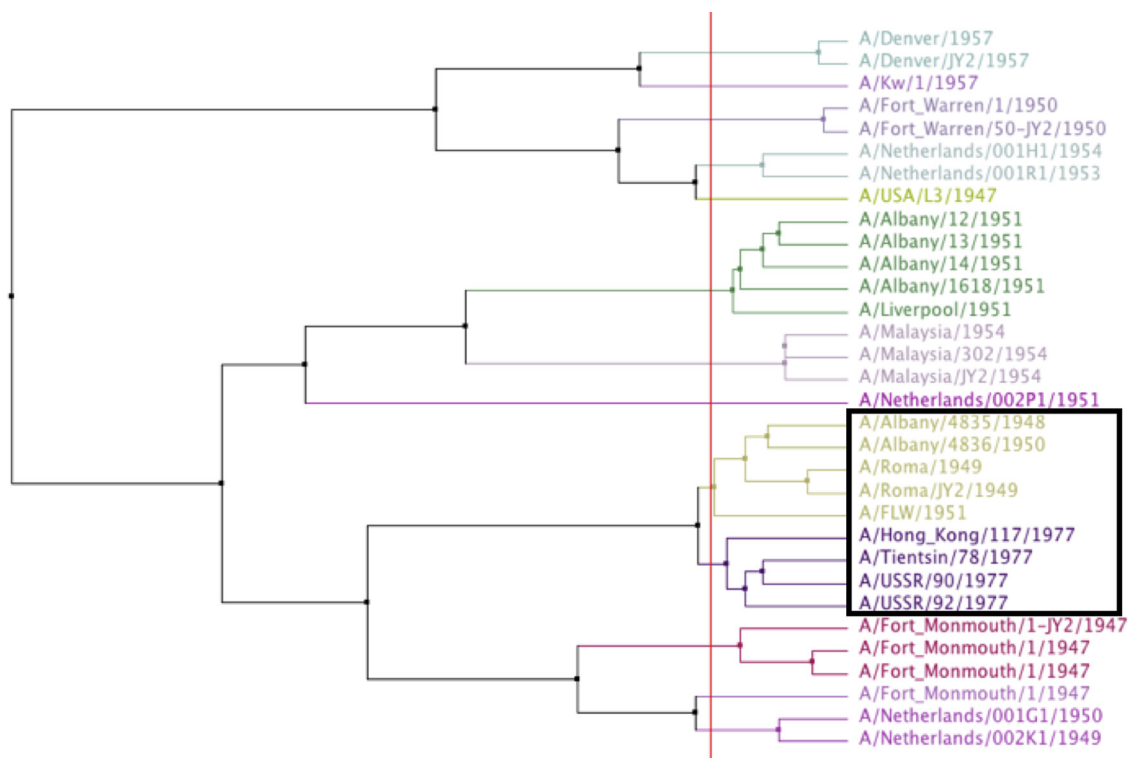 A/Denver/1957
A/Denver/JY2/1957
A/Kw/1/1957
A/Fort_Warren/1/1950
A/Fort_Warren/50-JY2/1950
A/Netherlands/001H1/1954
A/Netherlands/001R1/1953
A/USA/L3/1947
A/Albany/12/1951
A/Albany/13/1951
A/Albany/14/1951
A/Albany/1618/1951
A/Liverpool/1951
A/Malaysia/1954
A/Malaysia/302/1954
A/Malaysia/JY2/1954
A/Netherlands/002P1/1951
A/Albany/4835/1948
A/Albany/4836/1950
A/Roma/1949
A/Roma/JY2/1949
A/FLW/1951
A/Hong_Kong/117/1977
A/Tientsin/78/1977
A/USSR/90/1977
A/USSR/92/1977
A/Fort_Monmouth/1-JY2/1947
A/Fort_Monmouth/1/1947
A/Fort_Monmouth/1/1947
A/Fort_Monmouth/1/1947
A/Netherlands/001G1/1950
A/Netherlands/002K1/1949